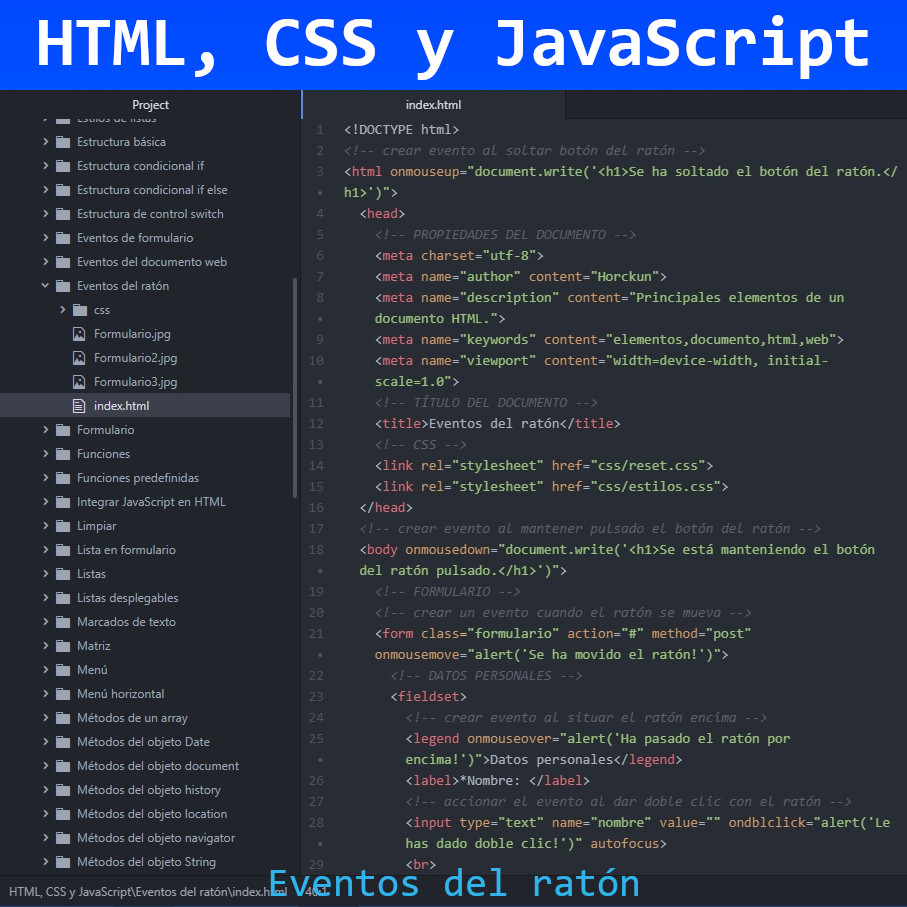 HTML, CSS y JavaScript
Project
index.html
Estilos de listas
Estructura básica
Estructura condicional if
Estructura condicional if else
Estructura de control switch
Eventos de formulario
Eventos del documento web
Eventos del ratón
css
Formulario.jpg
Formulario2.jpg
Formulario3.jpg
index.html
Formulario
Funciones
Funciones predefinidas
Integrar JavaScript en HTML
Limpiar
Lista en formulario
Listas
Listas desplegables
Marcados de texto
Matriz
Menú
Menú horizontal
Métodos de un array
Métodos del objeto Date
Métodos del objeto document
Métodos del objeto history
Métodos del objeto location
Métodos del objeto navigator
Métodos del objeto String
1 <!DOCTYPE html>
2 <!-- crear evento al soltar botón del ratón -->
3 <html onmouseup="document.write('<h1>Se ha soltado el botón del ratón.</
• h1>')">
4 <head>
5 <!-- PROPIEDADES DEL DOCUMENTO -->
6 <meta charset="utf-8">
7 <meta name="author" content="Horckun">
8 <meta name="description" content="Principales elementos de un
• documento HTML.">
9 <meta name="keywords" content="elementos,documento,html,web">
10 <meta name="viewport" content="width=device-width, initial-
• scale=1.0">
11 <!-- TÍTULO DEL DOCUMENTO -->
12 <title>Eventos del ratón</title>
13 <!-- CSS -->
14 <link rel="stylesheet" href="css/reset.css">
15 <link rel="stylesheet" href="css/estilos.css">
16 </head>
17 <!-- crear evento al mantener pulsado el botón del ratón -->
18 <body onmousedown="document.write('<h1>Se está manteniendo el botón
• del ratón pulsado.</h1>')">
19 <!-- FORMULARIO -->
20 <!-- crear un evento cuando el ratón se mueva -->
21 <form class="formulario" action="#" method="post"
• onmousemove="alert('Se ha movido el ratón!')">
22 <!-- DATOS PERSONALES -->
23 <fieldset>
24 <!-- crear evento al situar el ratón encima -->
25 <legend onmouseover="alert('Ha pasado el ratón por
• encima!')">Datos personales</legend>
26 <label>*Nombre: </label>
27 <!-- accionar el evento al dar doble clic con el ratón -->
28 <input type="text" name="nombre" value="" ondblclick="alert('Le
• has dado doble clic!')" autofocus>
29 <br>
HTML, CSS y JavaScript\Eventos del ratón\index.html
Eventos del ratón